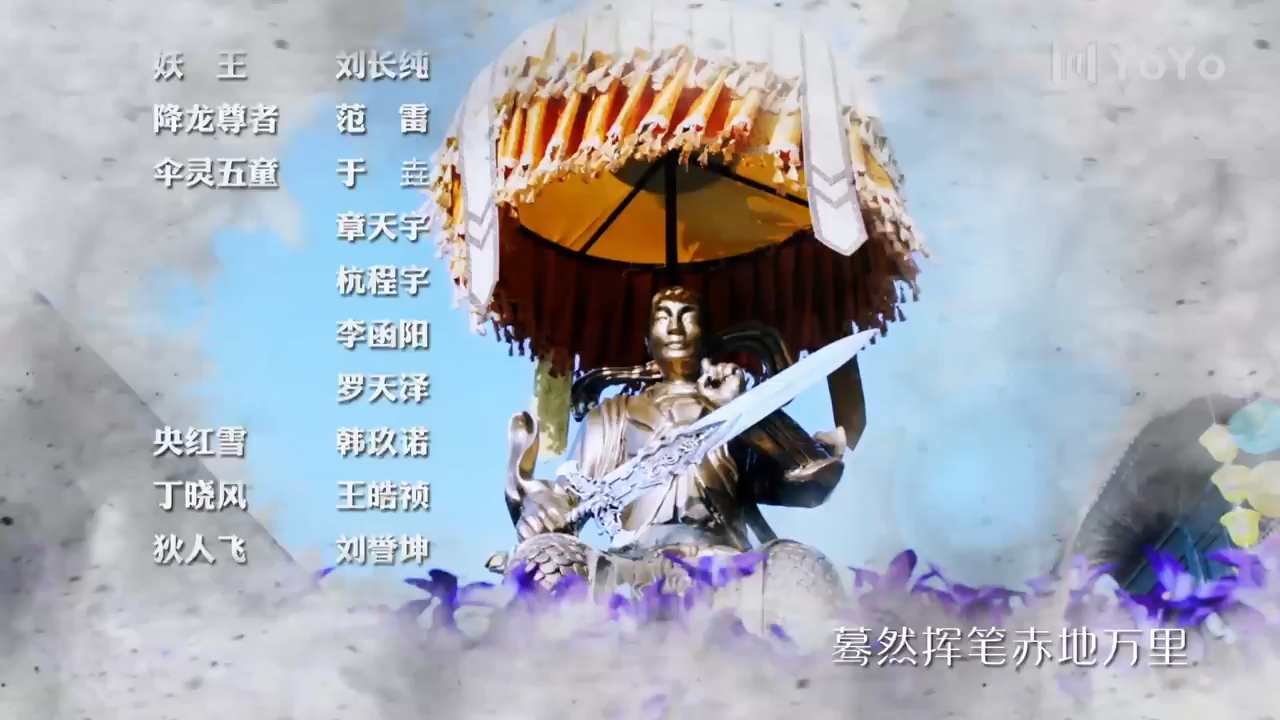 YoYo
妖 王 刘长纯
降龙尊者 范 雷
伞灵五童 于 垚
章天宇
杭程宇
李函阳
罗天泽
央红雪 韩玖诺
丁晓风 王皓祯
狄人飞 刘誉坤
蓦然挥笔赤地万里